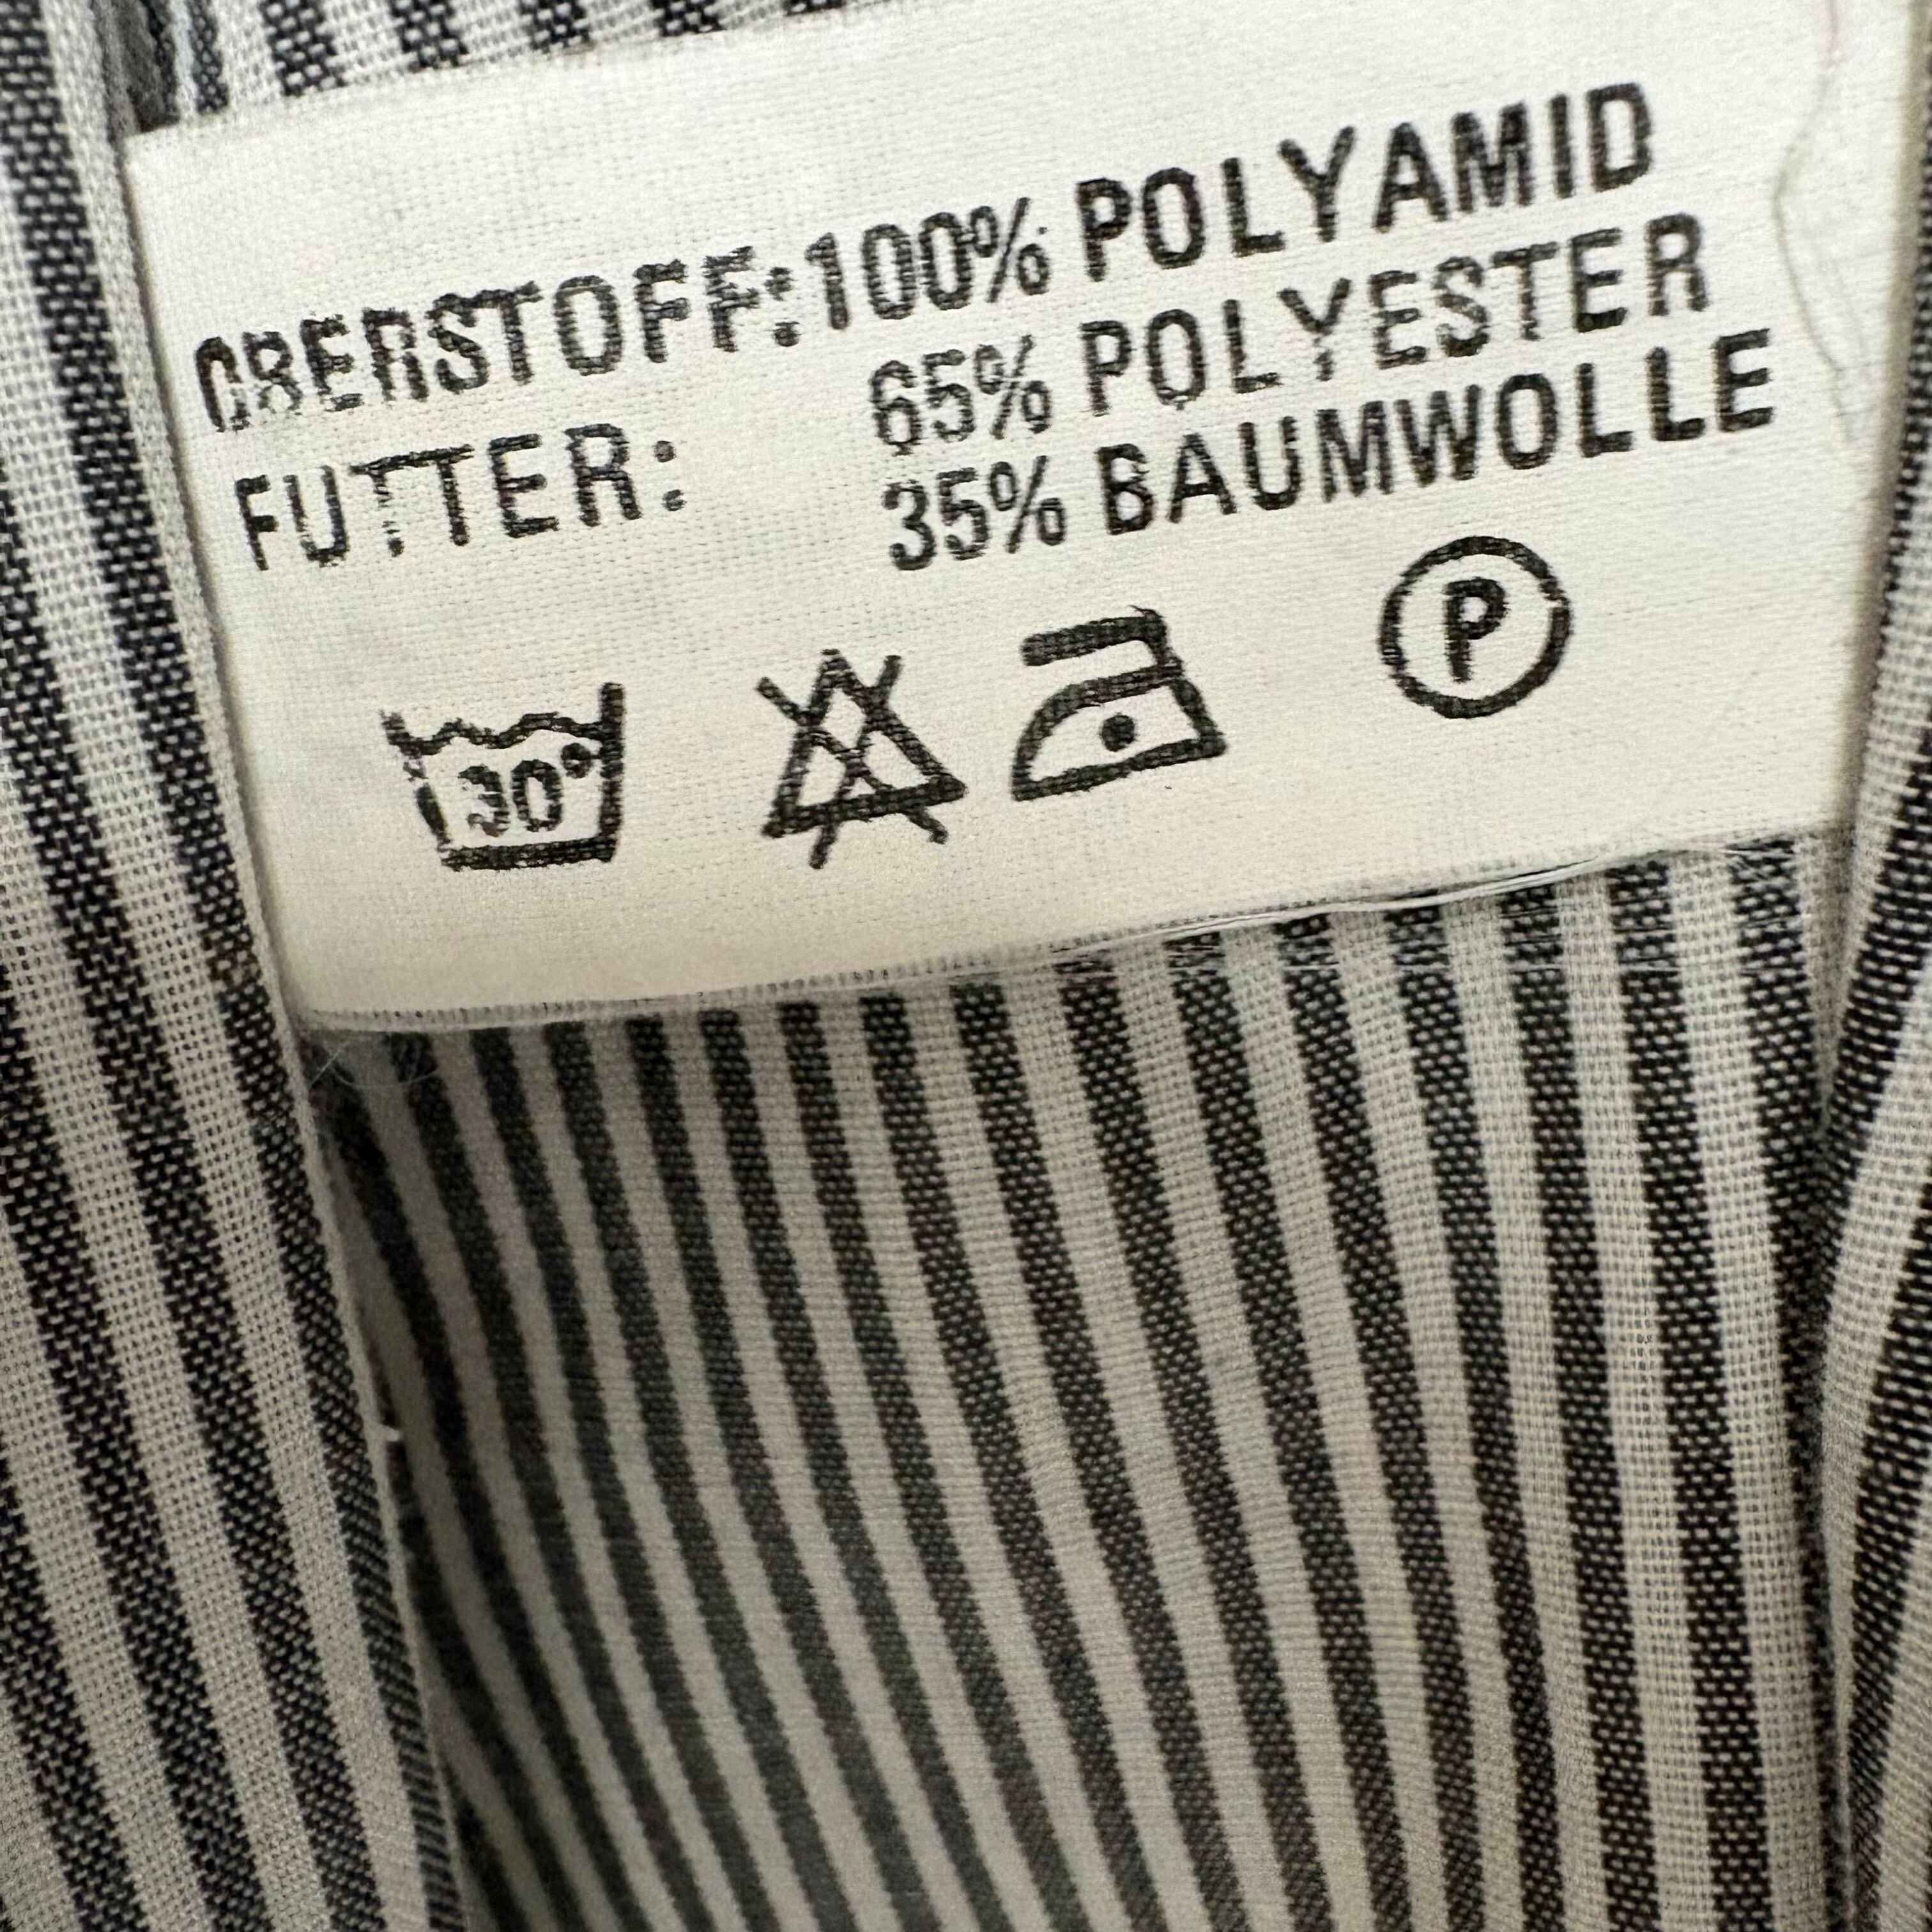 OBERSTOFF: 100% POLYAMID
FUTTER: 65% POLYESTER
35% BAUMWOLLE
30°
P